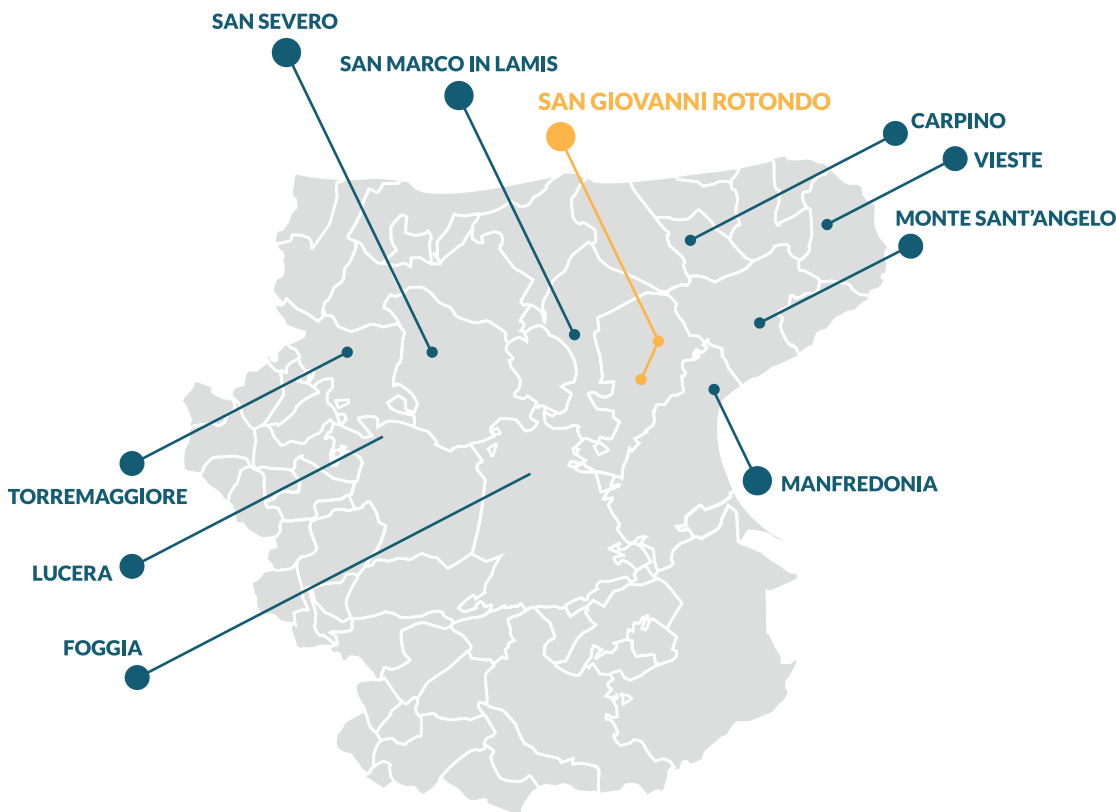 SAN SEVERO
SAN MARCO IN LAMIS
SAN GIOVANNI ROTONDO
CARPINO
VIESTE
MONTE SANT’ANGELO
MANFREDONIA
TORREMAGGIORE
LUCERA
FOGGIA